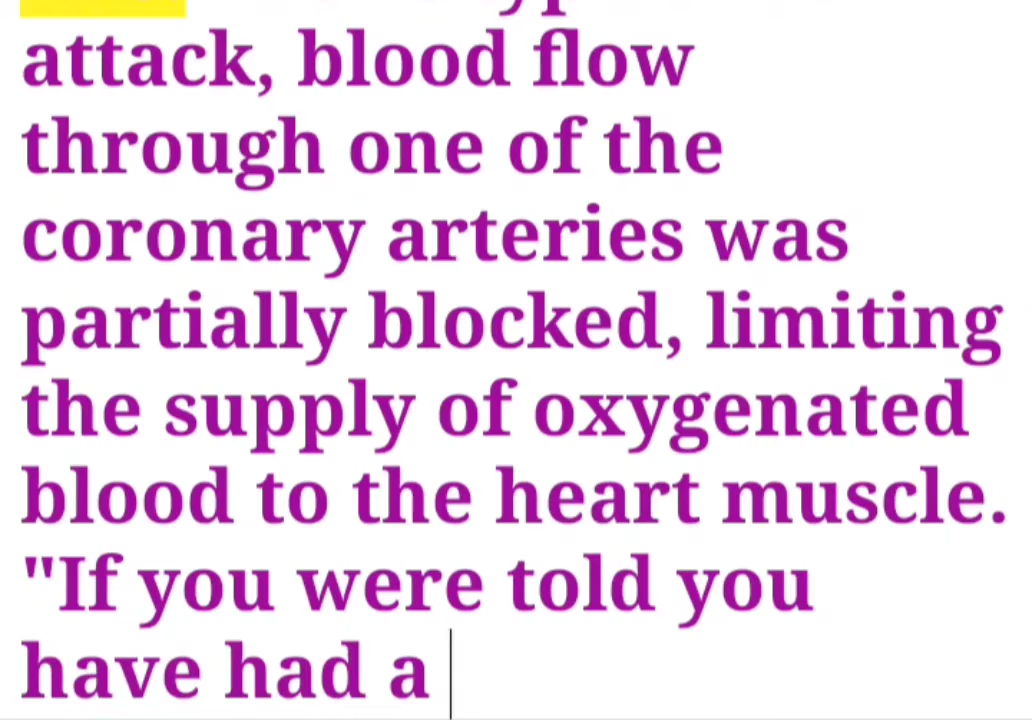 attack, blood flow
through one of the
coronary arteries was
partially blocked, limiting
the supply of oxygenated
blood to the heart muscle.
"If you were told you
have had a